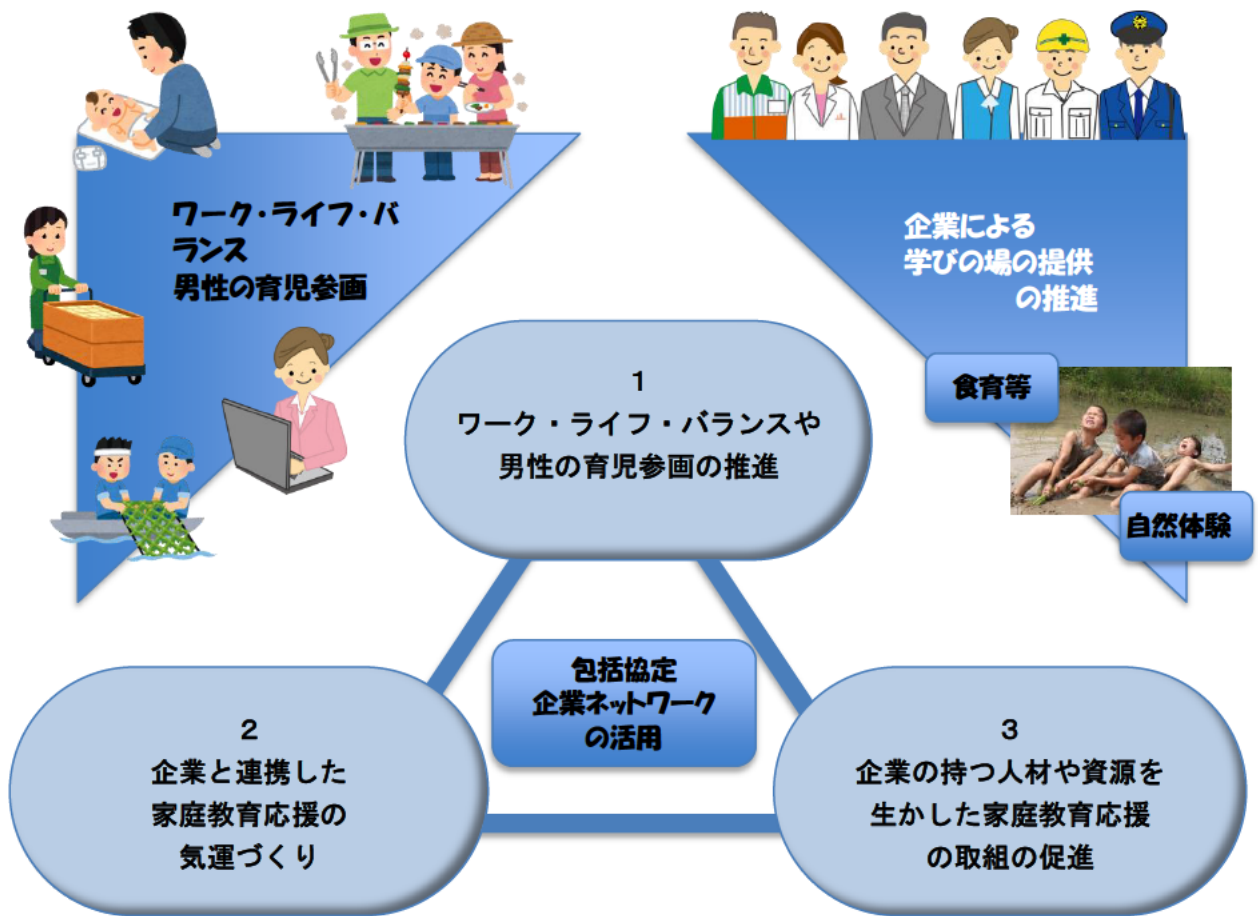 ワーク・ライフ・バ
ランス
男性の育児参画
企業による
学びの場の提供
の推進
食育等
自然体験
1
ワーク・ライフ・バランスや
男性の育児参画の推進
包括協定
企業ネットワーク
の活用
2
企業と連携した
家庭教育応援の
気運づくり
3
企業の持つ人材や資源を
生かした家庭教育応援
の取組の促進